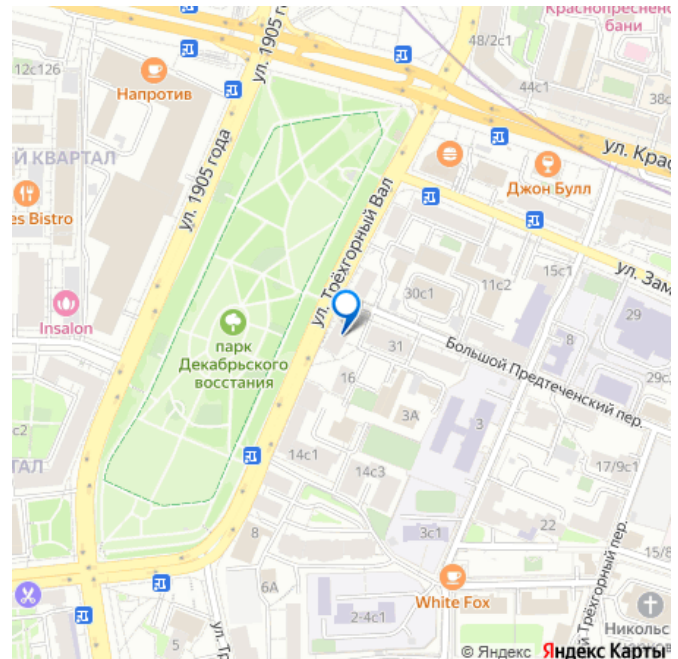 Краснопреснен
бани
48/2с1
12с126
ул. 1905 го
Напротив
44с1
38с
Й КВАРТАЛ
ул. 1905 года
ул. Крас
Джон Булл
es Bistro
ул. Трёхгорный Вал
15с1
ул. Зам
11с2
30с1
Insalon
29
парк
Декабрьского
восстания
8
31
Большой Предтеченский пер.
29с
16
3А
с2
3
ТАЛ
14с1
14с3
17/9с1
22
8
3с1
15/8
6А
White Fox
2-4с1
й Трёхгорный пер.
Никольс
5
ул. Тр
© Яндекс Яндекс Карты